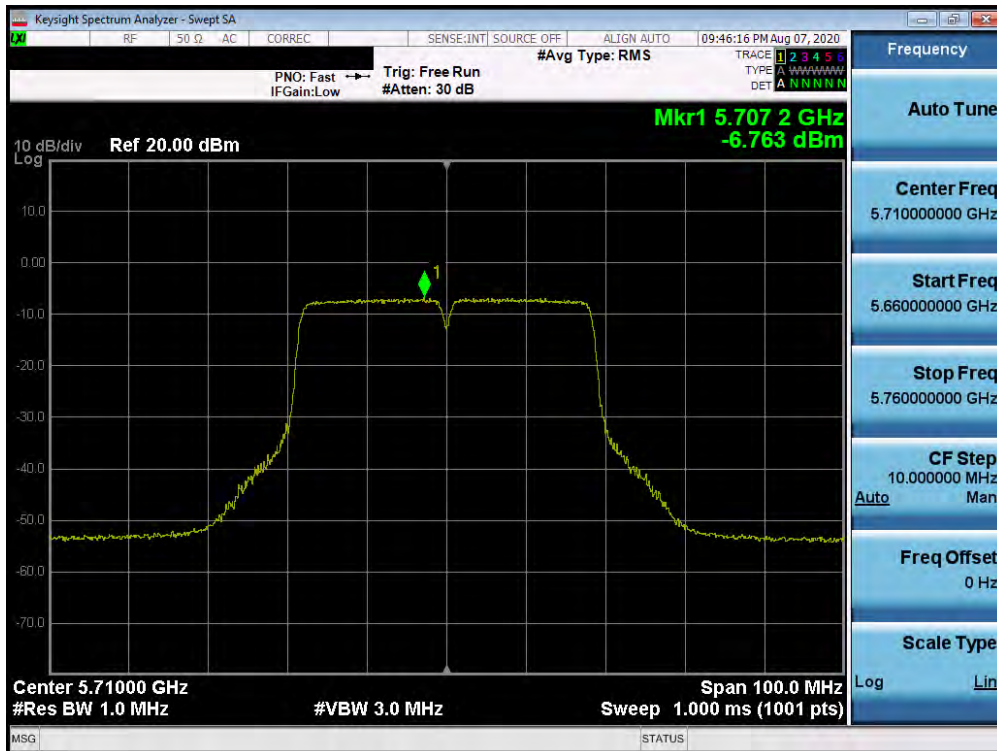 Keysight Spectrum Analyzer - Swept SA
LXI RF 50 Ω AC CORREC SENSE:INT SOURCE OFF ALIGN AUTO 09:46:16 PM Aug 07, 2020
#Avg Type: RMS
TRACE 1 2 3 4 5 6
PNO: Fast Trig: Free Run
TYPE A WWWWWW
IFGain:Low #Atten: 30 dB
DET A N N N N N
Mkr1 5.707 2 GHz
-6.763 dBm
10 dB/div Ref 20.00 dBm
Log
10.0
0.00
-10.0
-20.0
-30.0
-40.0
-50.0
-60.0
-70.0
1
Center 5.71000 GHz Span 100.0 MHz
#Res BW 1.0 MHz #VBW 3.0 MHz Sweep 1.000 ms (1001 pts)
MSG STATUS
Frequency
Auto Tune
Center Freq
5.710000000 GHz
Start Freq
5.660000000 GHz
Stop Freq
5.760000000 GHz
CF Step
10.000000 MHz
Auto Man
Freq Offset
0 Hz
Scale Type
Log Lin